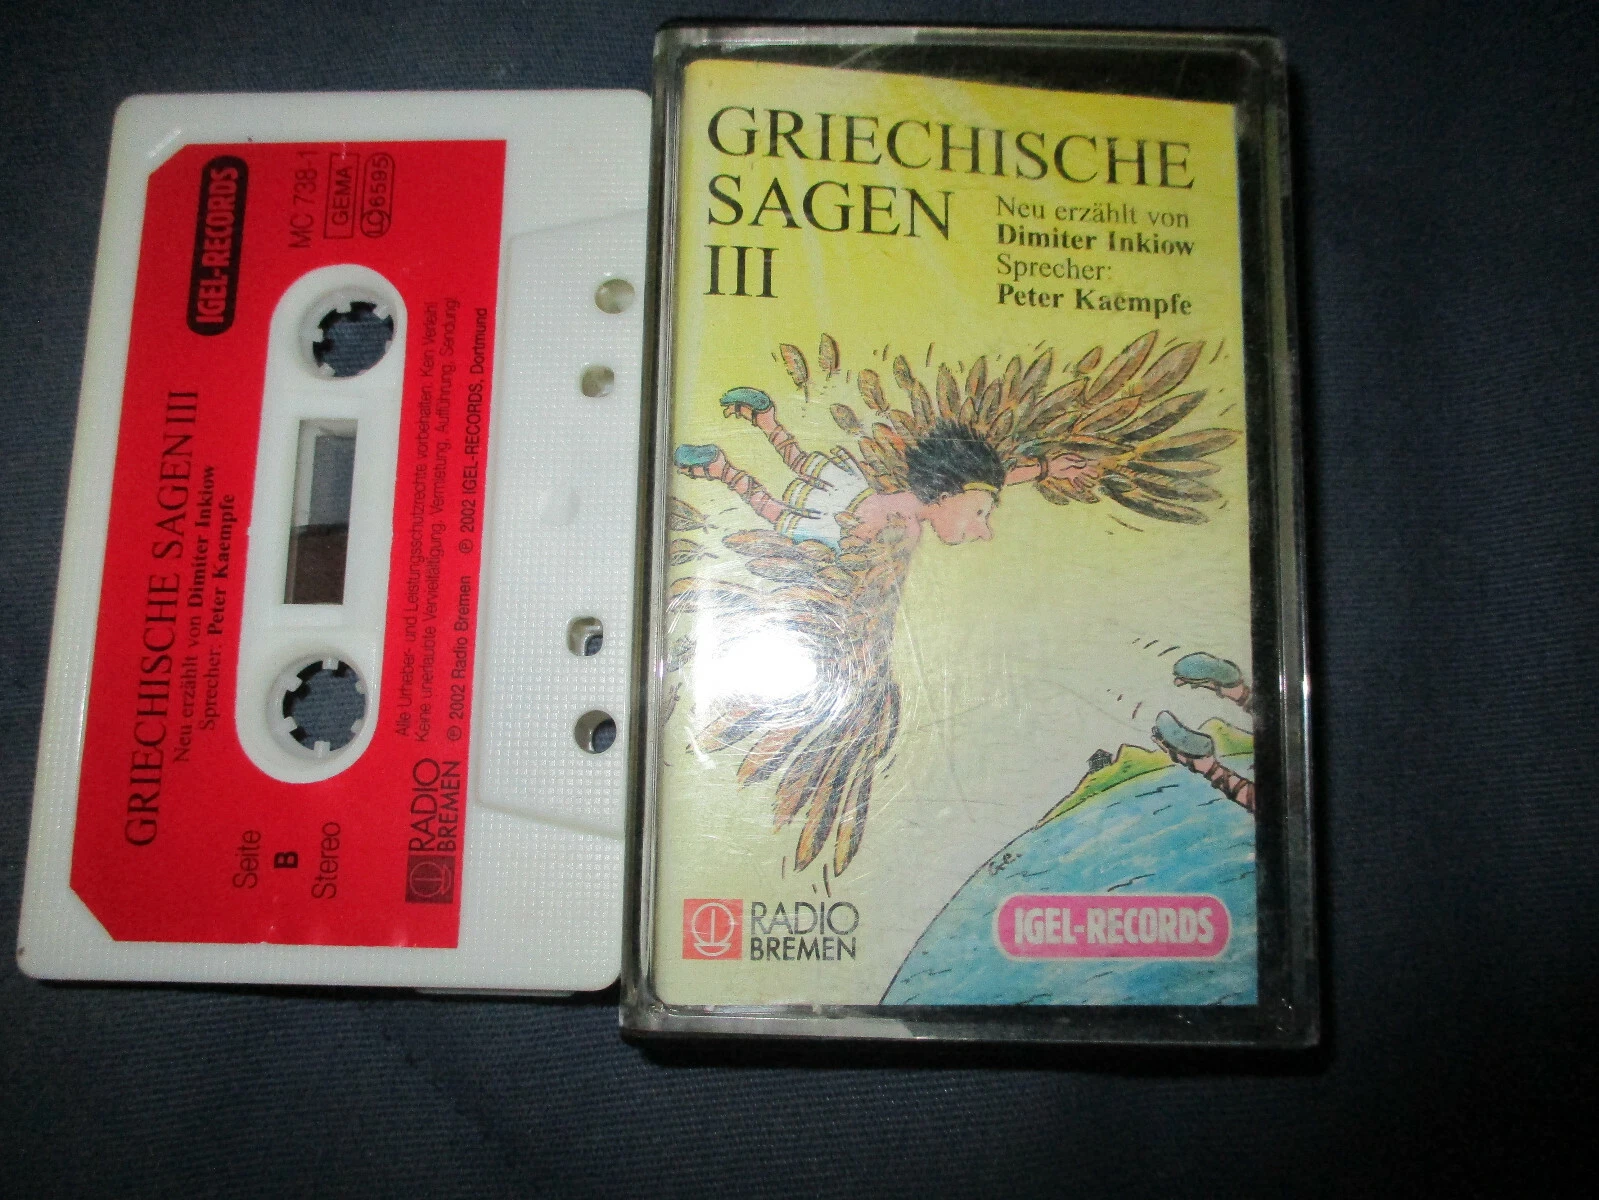 GRIECHISCHE
SAGEN
III
Neu erzählt von
Dimiter Inkiow
Sprecher:
Peter Kaempfe
G.C.
RADIO
BREMEN
IGEL-RECORDS
IGEL-RECORDS
MC 738-1
GEMA
LC 6595
GRIECHISCHE SAGEN III
Neu erzählt von Dimiter Inkiow
Sprecher: Peter Kaempfe
Seite
B
Stereo
Alle Urheber- und Leistungsschutzrechte vorbehalten. Kein Verleih!
Keine unerlaubte Vervielfältigung, Vermietung, Aufführung, Sendung!
℗ 2002 Radio Bremen ℗ 2002 IGEL-RECORDS, Dortmund
RADIO
BREMEN